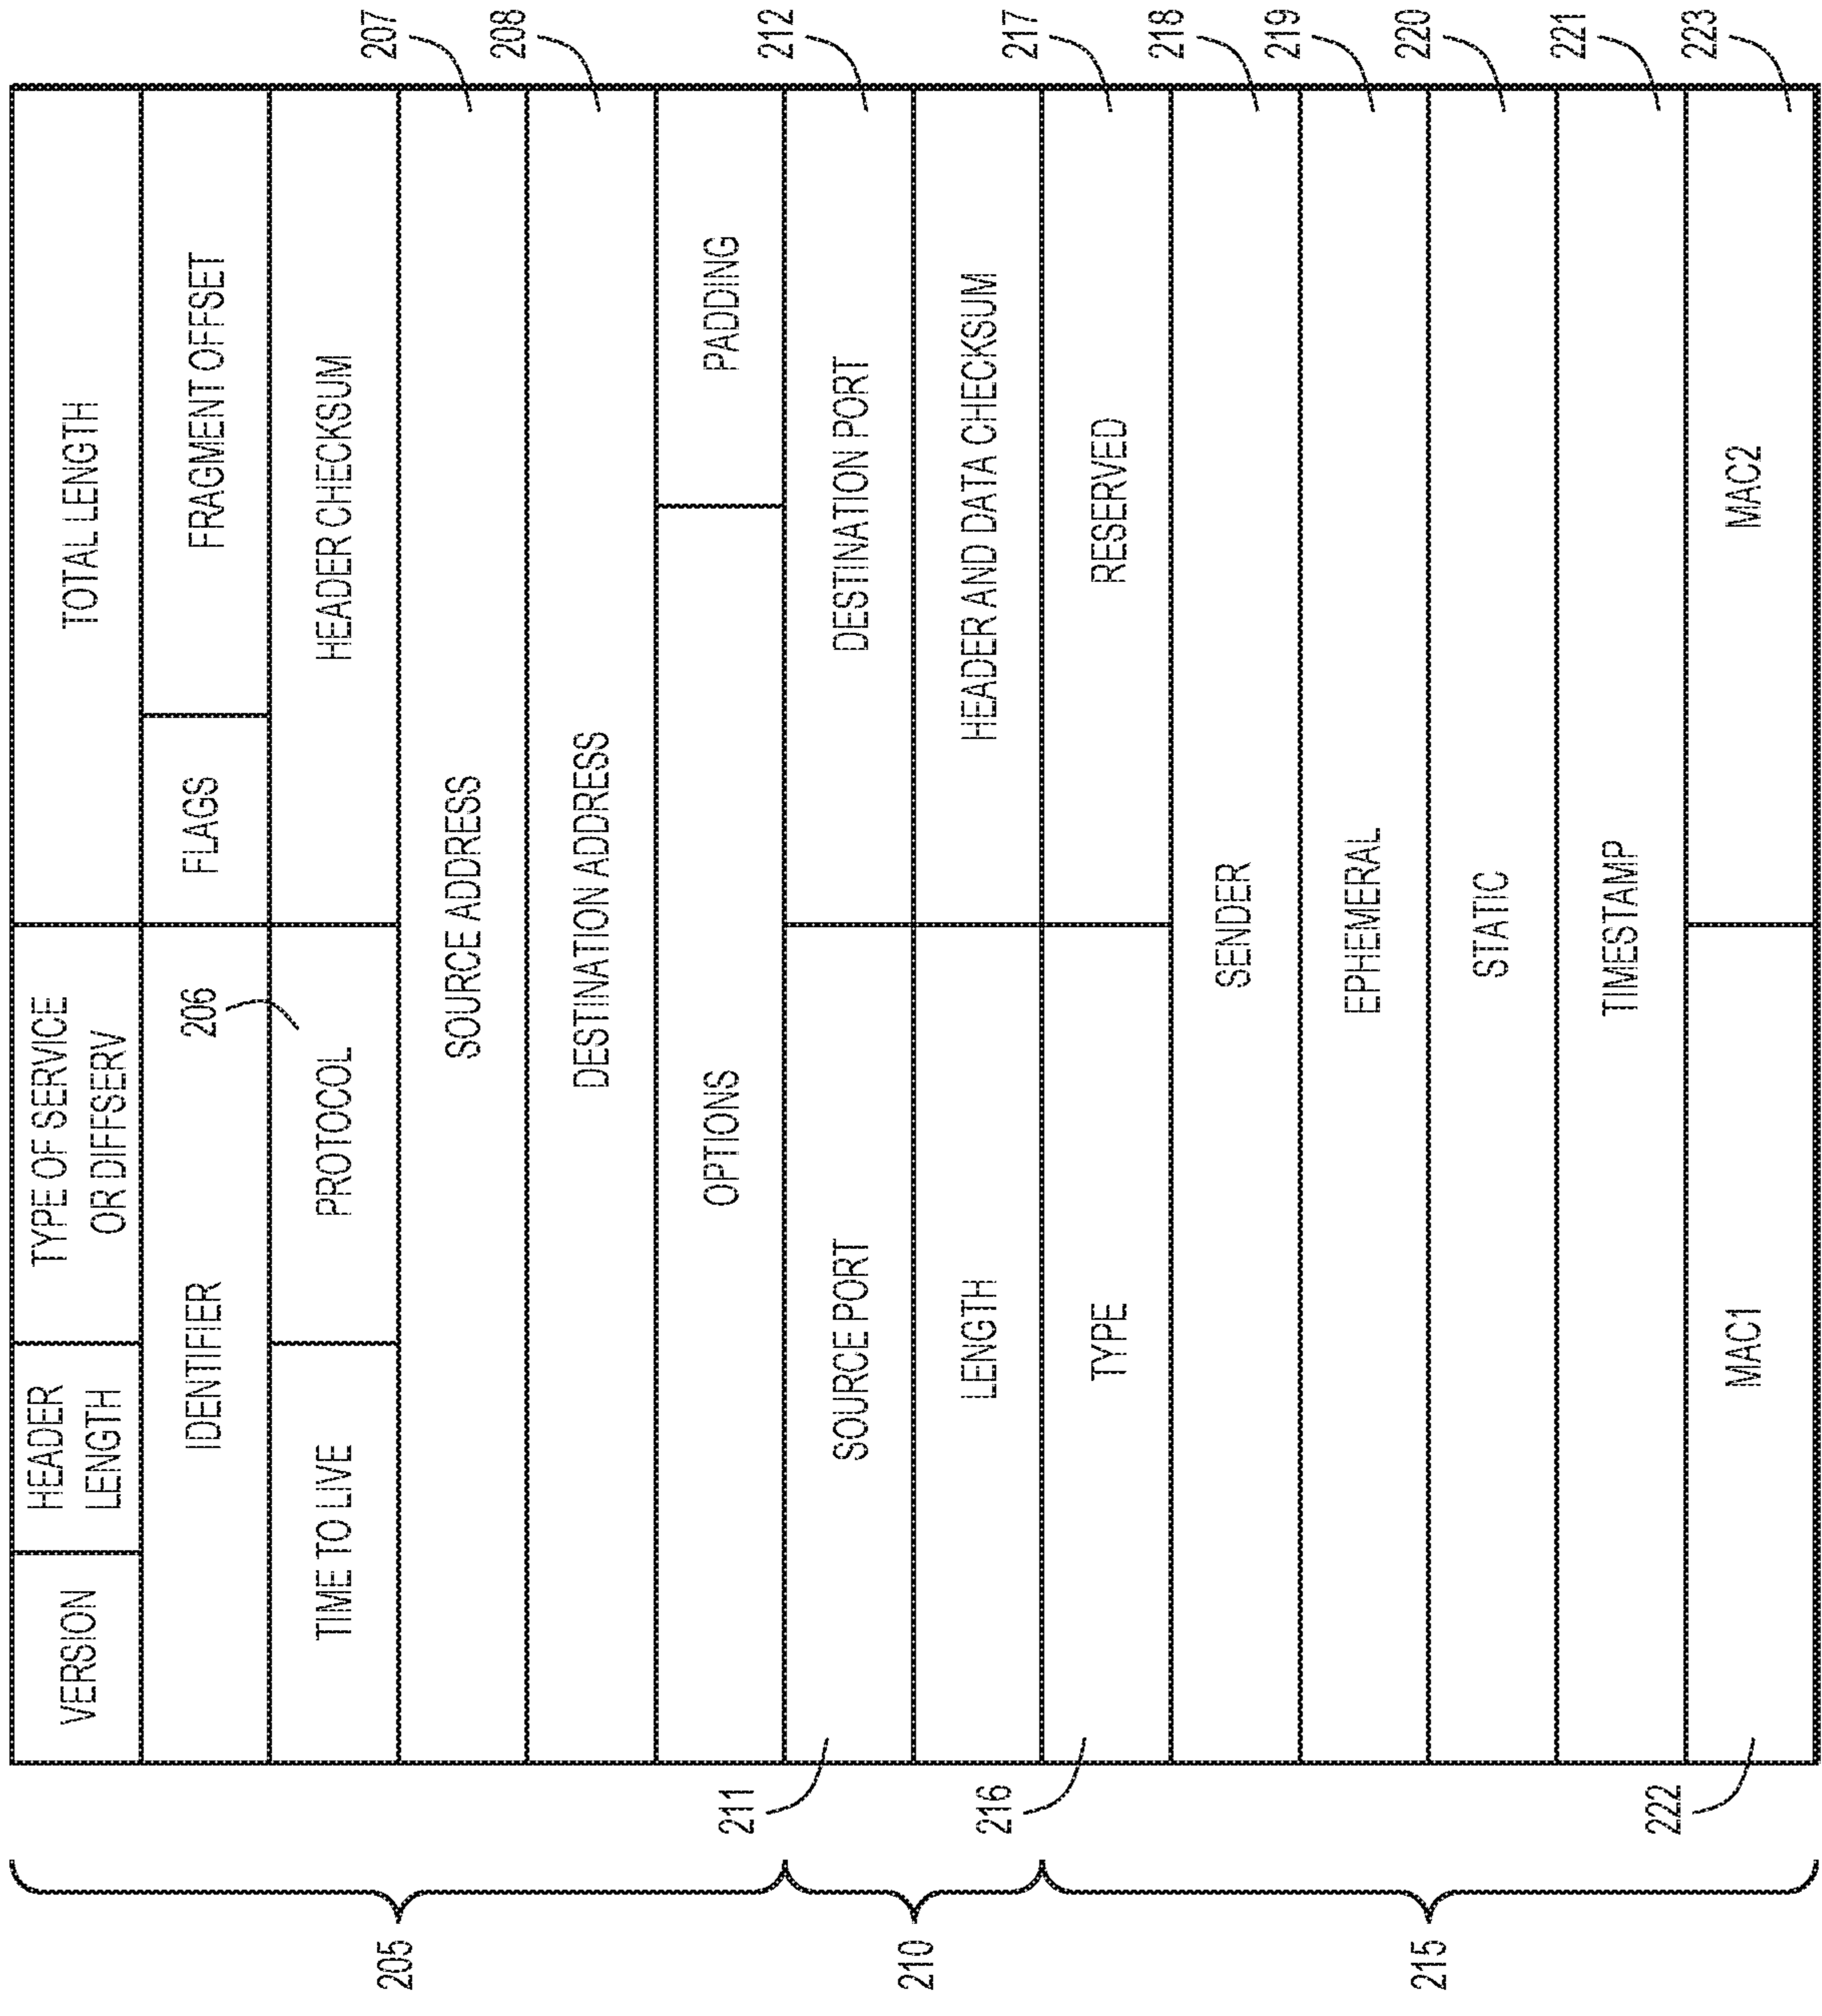 VERSION
HEADER
LENGTH
TYPE OF SERVICE
OR DIFFSERV
TOTAL LENGTH
IDENTIFIER
FLAGS
FRAGMENT OFFSET
206
TIME TO LIVE
PROTOCOL
HEADER CHECKSUM
205
SOURCE ADDRESS
207
DESTINATION ADDRESS
208
OPTIONS
PADDING
211
SOURCE PORT
DESTINATION PORT
212
210
LENGTH
HEADER AND DATA CHECKSUM
216
TYPE
RESERVED
217
SENDER
218
EPHEMERAL
219
215
STATIC
220
TIMESTAMP
221
222
MAC1
MAC2
223